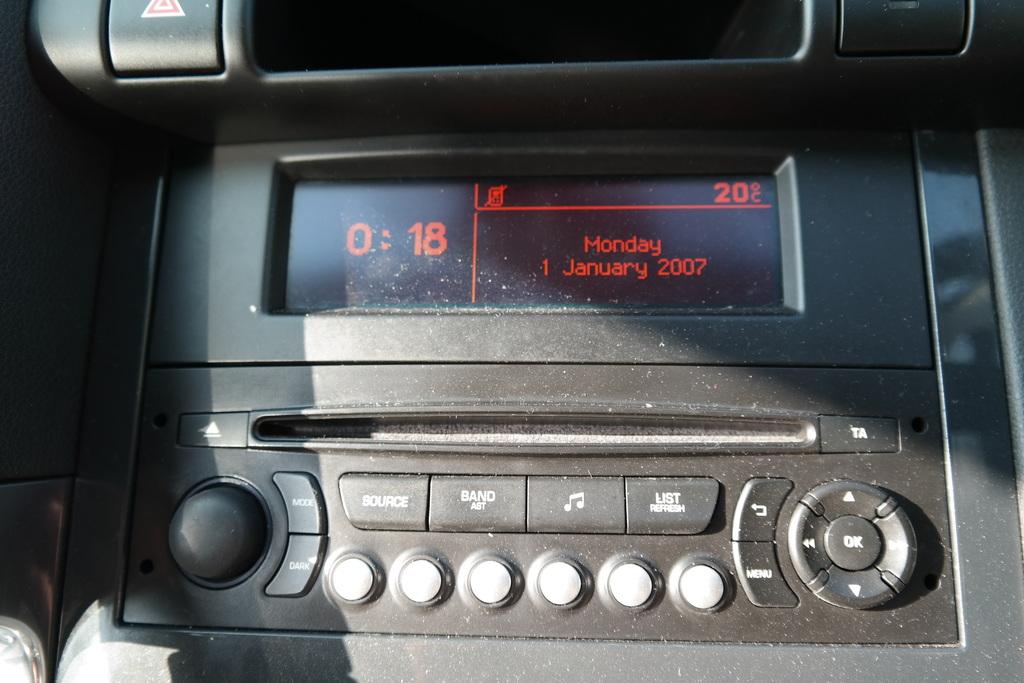 20°C
0:18
Monday
1 January 2007
TA
MODE
SOURCE
BAND
AST
LIST
REFRESH
OK
DARK
MENU